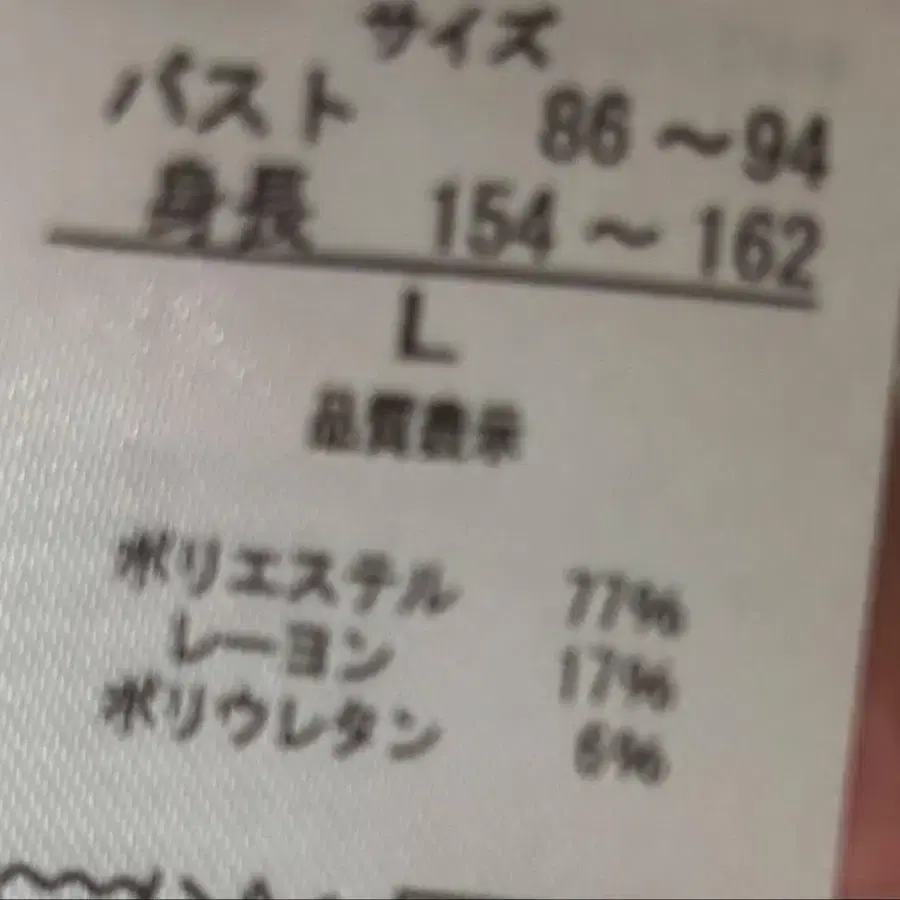 サイズ
バスト 86～94
身長 154～162
L
品質表示
ポリエステル 77%
レーヨン 17%
ポリウレタン 6%